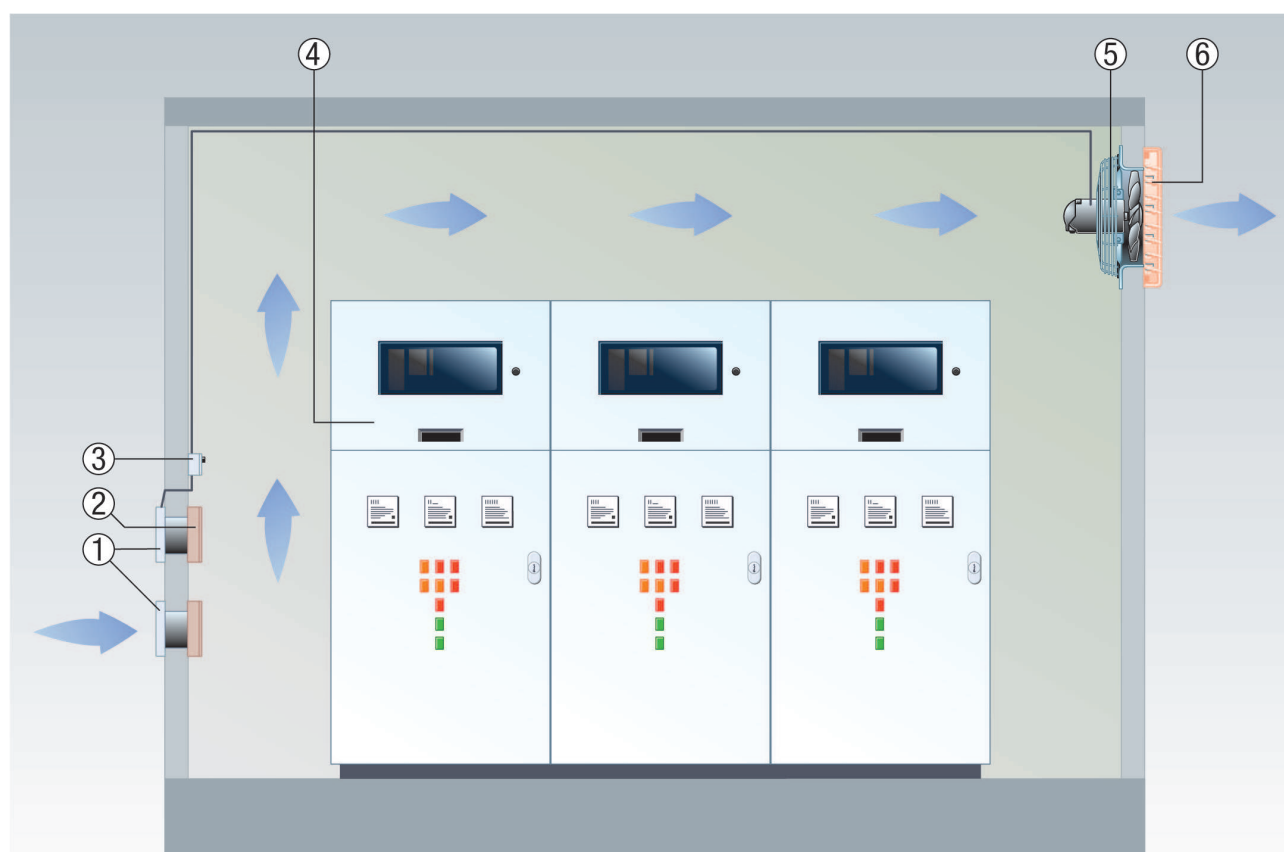 ④ ⑤ ⑥
③
②
①